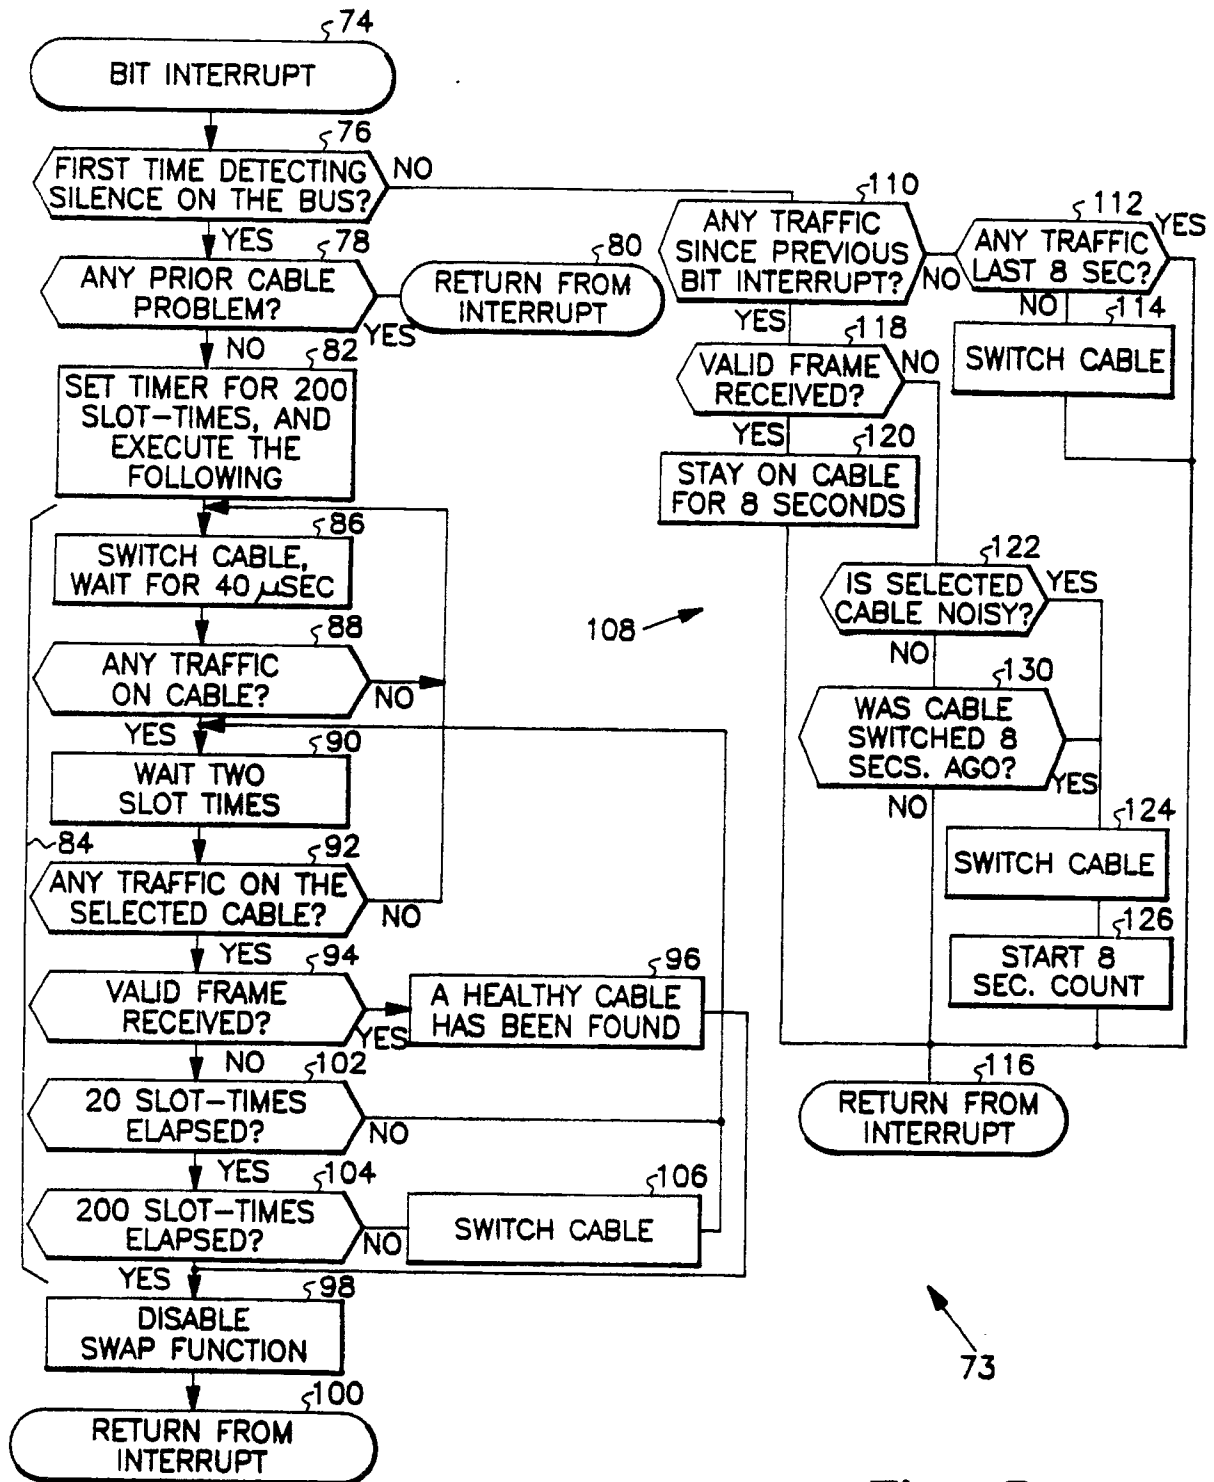 74
BIT INTERRUPT
76
FIRST TIME DETECTING
SILENCE ON THE BUS?
NO
YES
78
ANY PRIOR CABLE
PROBLEM?
YES
80
RETURN FROM
INTERRUPT
NO
82
SET TIMER FOR 200
SLOT-TIMES, AND
EXECUTE THE
FOLLOWING
86
SWITCH CABLE,
WAIT FOR 40 μSEC
88
ANY TRAFFIC
ON CABLE?
NO
YES
90
WAIT TWO
SLOT TIMES
84
92
ANY TRAFFIC ON THE
SELECTED CABLE?
NO
YES
94
VALID FRAME
RECEIVED?
YES
96
A HEALTHY CABLE
HAS BEEN FOUND
NO
102
20 SLOT-TIMES
ELAPSED?
NO
YES
104
200 SLOT-TIMES
ELAPSED?
NO
106
SWITCH CABLE
YES
98
DISABLE
SWAP FUNCTION
100
RETURN FROM
INTERRUPT
110
ANY TRAFFIC
SINCE PREVIOUS
BIT INTERRUPT?
NO
112
ANY TRAFFIC
LAST 8 SEC?
YES
NO
114
SWITCH CABLE
YES
118
VALID FRAME
RECEIVED?
NO
YES
120
STAY ON CABLE
FOR 8 SECONDS
108
122
IS SELECTED
CABLE NOISY?
YES
NO
130
WAS CABLE
SWITCHED 8
SECS. AGO?
YES
NO
124
SWITCH CABLE
126
START 8
SEC. COUNT
116
RETURN FROM
INTERRUPT
73